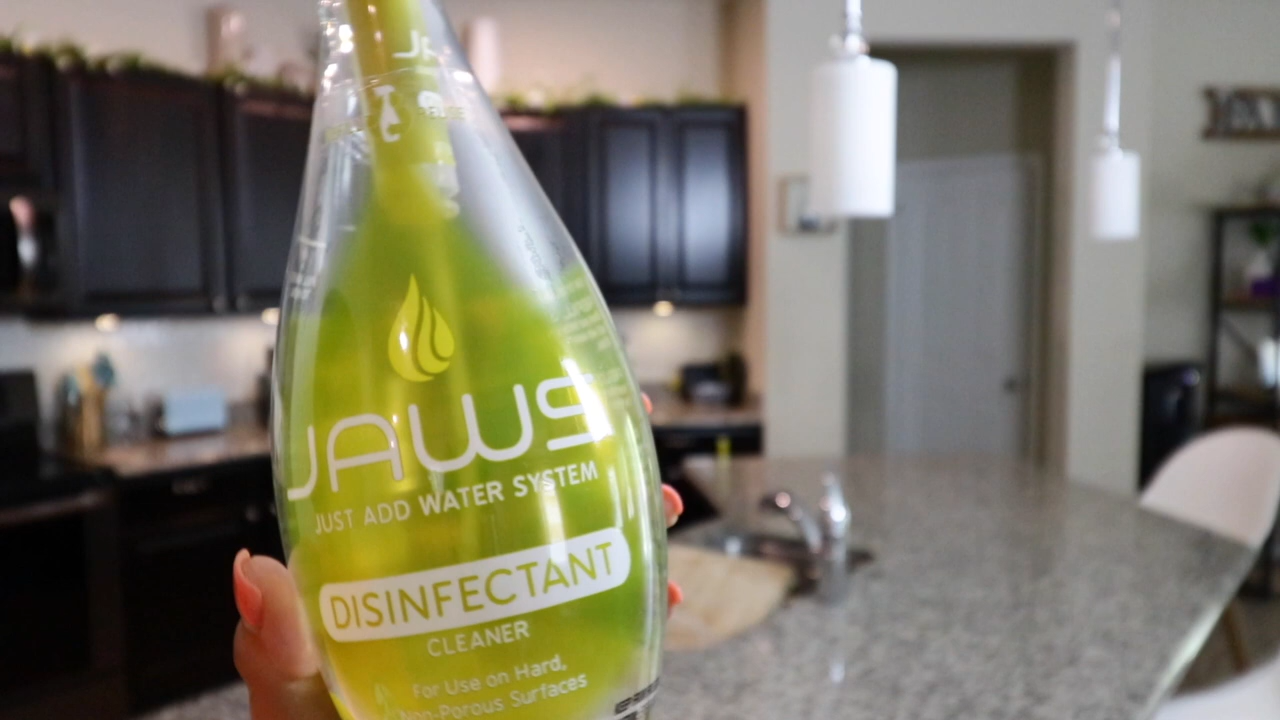 JAWS
JUST ADD WATER SYSTEM
DISINFECTANT
CLEANER
For Use on Hard,
Non-Porous Surfaces